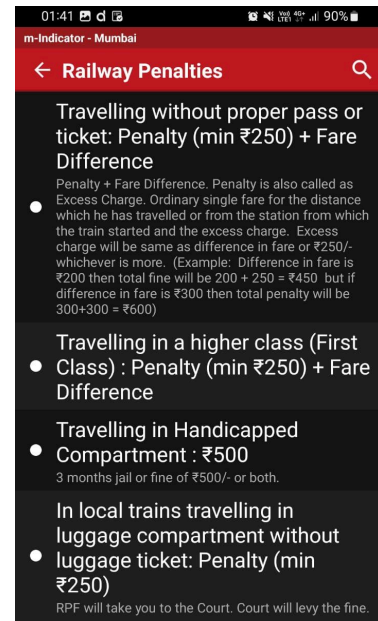 01:41 VoO LTE1 4G+ 90%
m-Indicator - Mumbai
← Railway Penalties
Travelling without proper pass or
ticket: Penalty (min ₹250) + Fare
Difference
Penalty + Fare Difference. Penalty is also called as
Excess Charge. Ordinary single fare for the distance
which he has travelled or from the station from which
the train started and the excess charge.  Excess
charge will be same as difference in fare or ₹250/-
whichever is more.  (Example:  Difference in fare is
₹200 then total fine will be 200 + 250 = ₹450  but if
difference in fare is ₹300 then total penalty will be
300+300 = ₹600)
Travelling in a higher class (First
Class) : Penalty (min ₹250) + Fare
Difference
Travelling in Handicapped
Compartment : ₹500
3 months jail or fine of ₹500/- or both.
In local trains travelling in
luggage compartment without
luggage ticket: Penalty (min
₹250)
RPF will take you to the Court. Court will levy the fine.